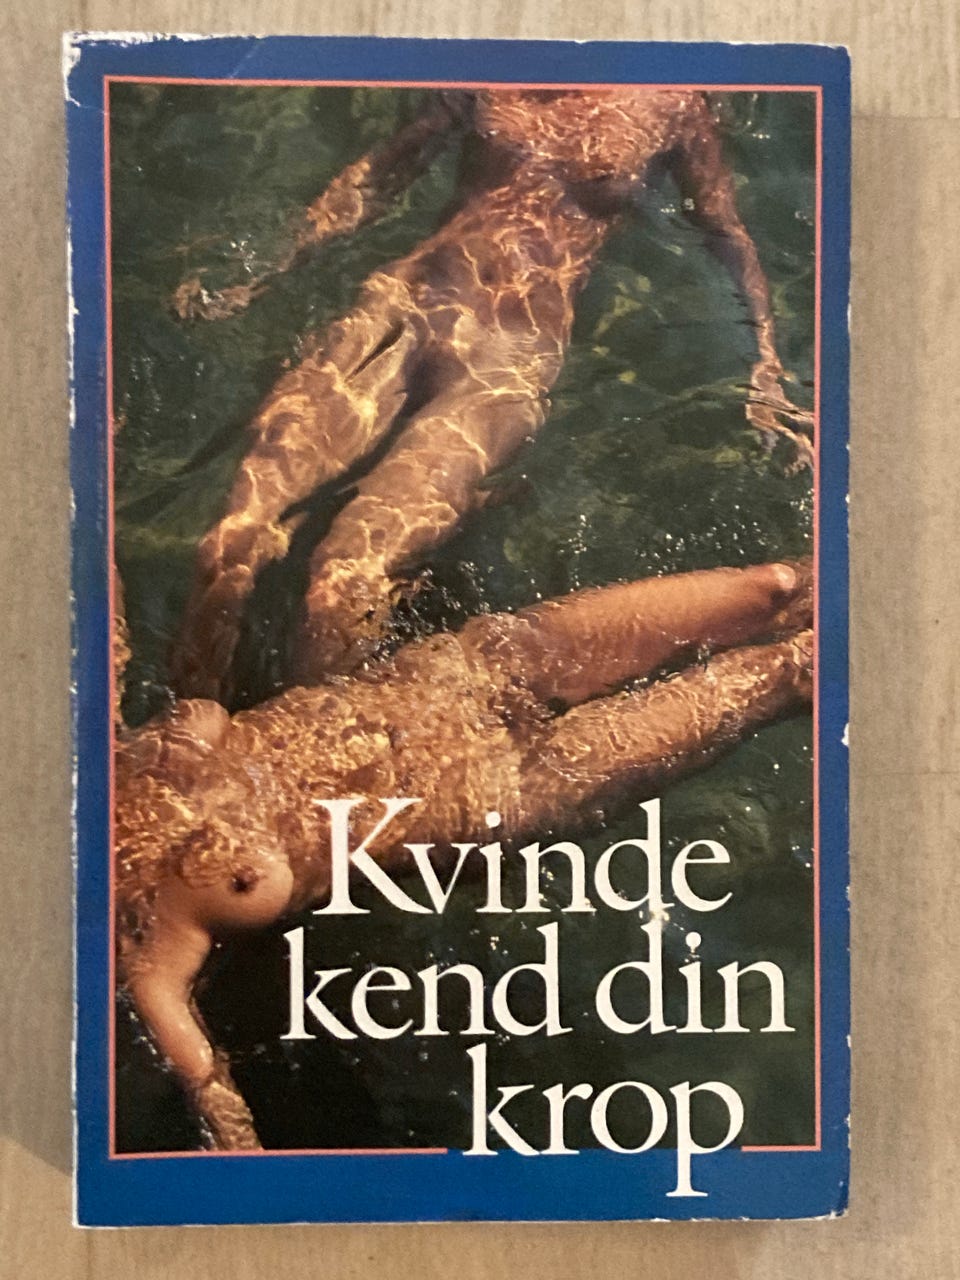 Kvinde
kend din
krop